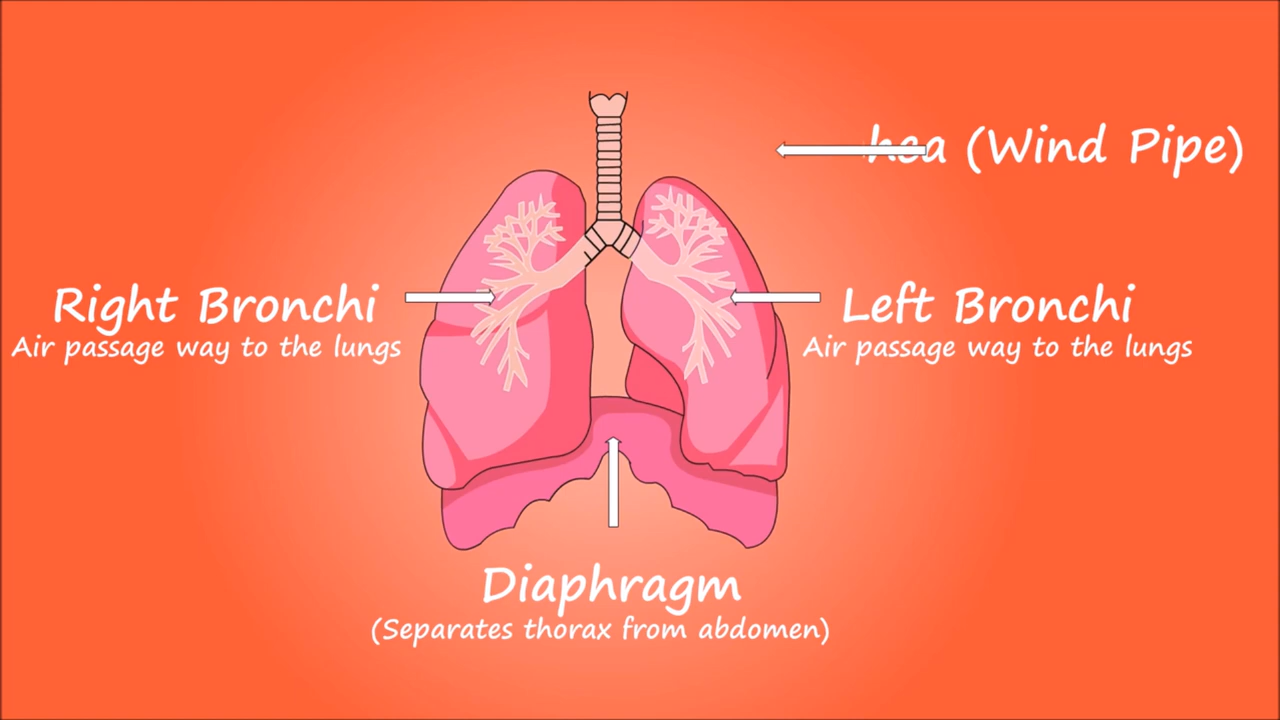 hea (Wind Pipe)
Right Bronchi
Air passage way to the lungs
Left Bronchi
Air passage way to the lungs
Diaphragm
(Separates thorax from abdomen)